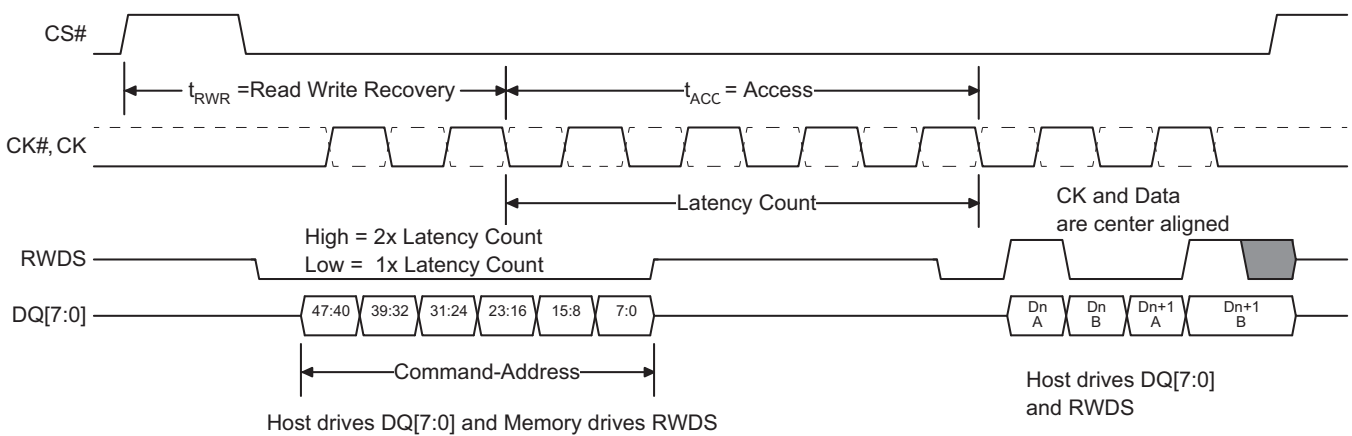 CS#
tRWR =Read Write Recovery
tACC = Access
CK#, CK
Latency Count
CK and Data
are center aligned
High = 2x Latency Count
Low = 1x Latency Count
RWDS
DQ[7:0]
47:40 39:32 31:24 23:16 15:8 7:0
Dn
A
Dn
B
Dn+1
A
Dn+1
B
Command-Address
Host drives DQ[7:0]
and RWDS
Host drives DQ[7:0] and Memory drives RWDS